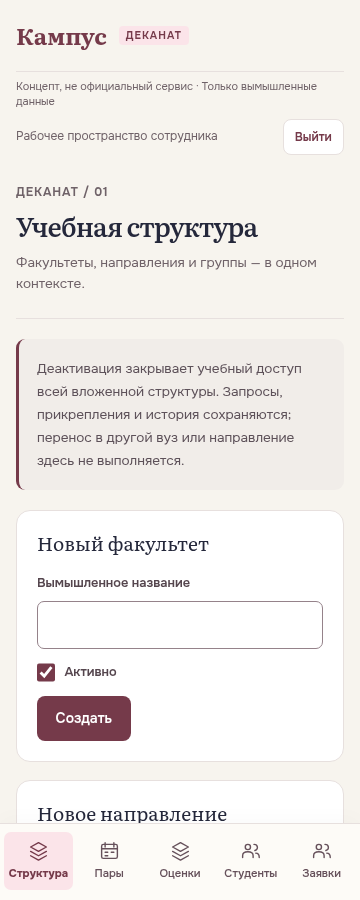 Кампус
ДЕКАНАТ
Концепт, не официальный сервис · Только вымышленные
данные
Рабочее пространство сотрудника
Выйти
ДЕКАНАТ / 01
Учебная структура
Факультеты, направления и группы — в одном
контексте.
Деактивация закрывает учебный доступ
всей вложенной структуры. Запросы,
прикрепления и история сохраняются;
перенос в другой вуз или направление
здесь не выполняется.
Новый факультет
Вымышленное название
Активно
Создать
Новое направление
Структура
Пары
Оценки
Студенты
Заявки